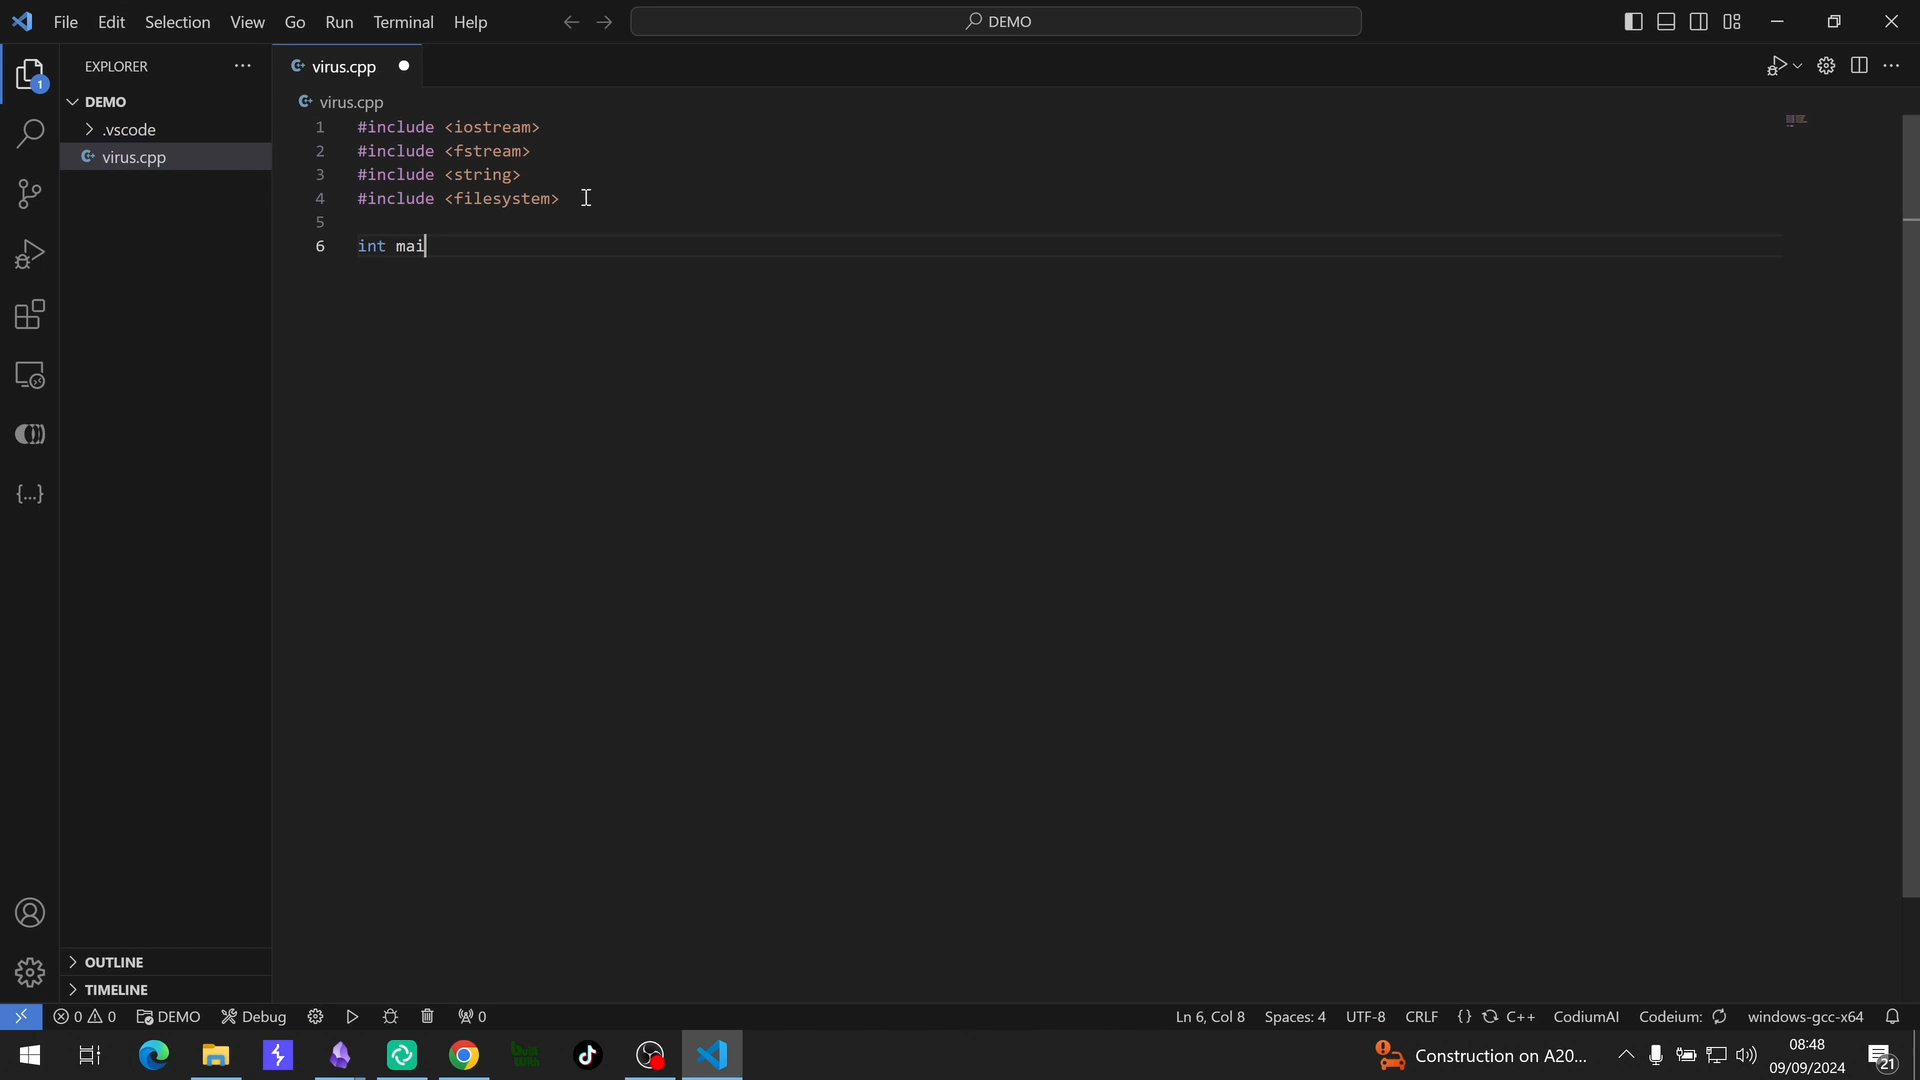 File Edit Selection View Go Run Terminal Help
DEMO
EXPLORER
virus.cpp
1
DEMO
virus.cpp
.vscode
virus.cpp
1 #include <iostream>
2 #include <fstream>
3 #include <string>
4 #include <filesystem>
5
6 int mai
OUTLINE
TIMELINE
0 0 DEMO Debug 0
Ln 6, Col 8 Spaces: 4 UTF-8 CRLF {} C++ CodiumAI Codeium: windows-gcc-x64
built with
Construction on A20...
08:48
09/09/2024
21